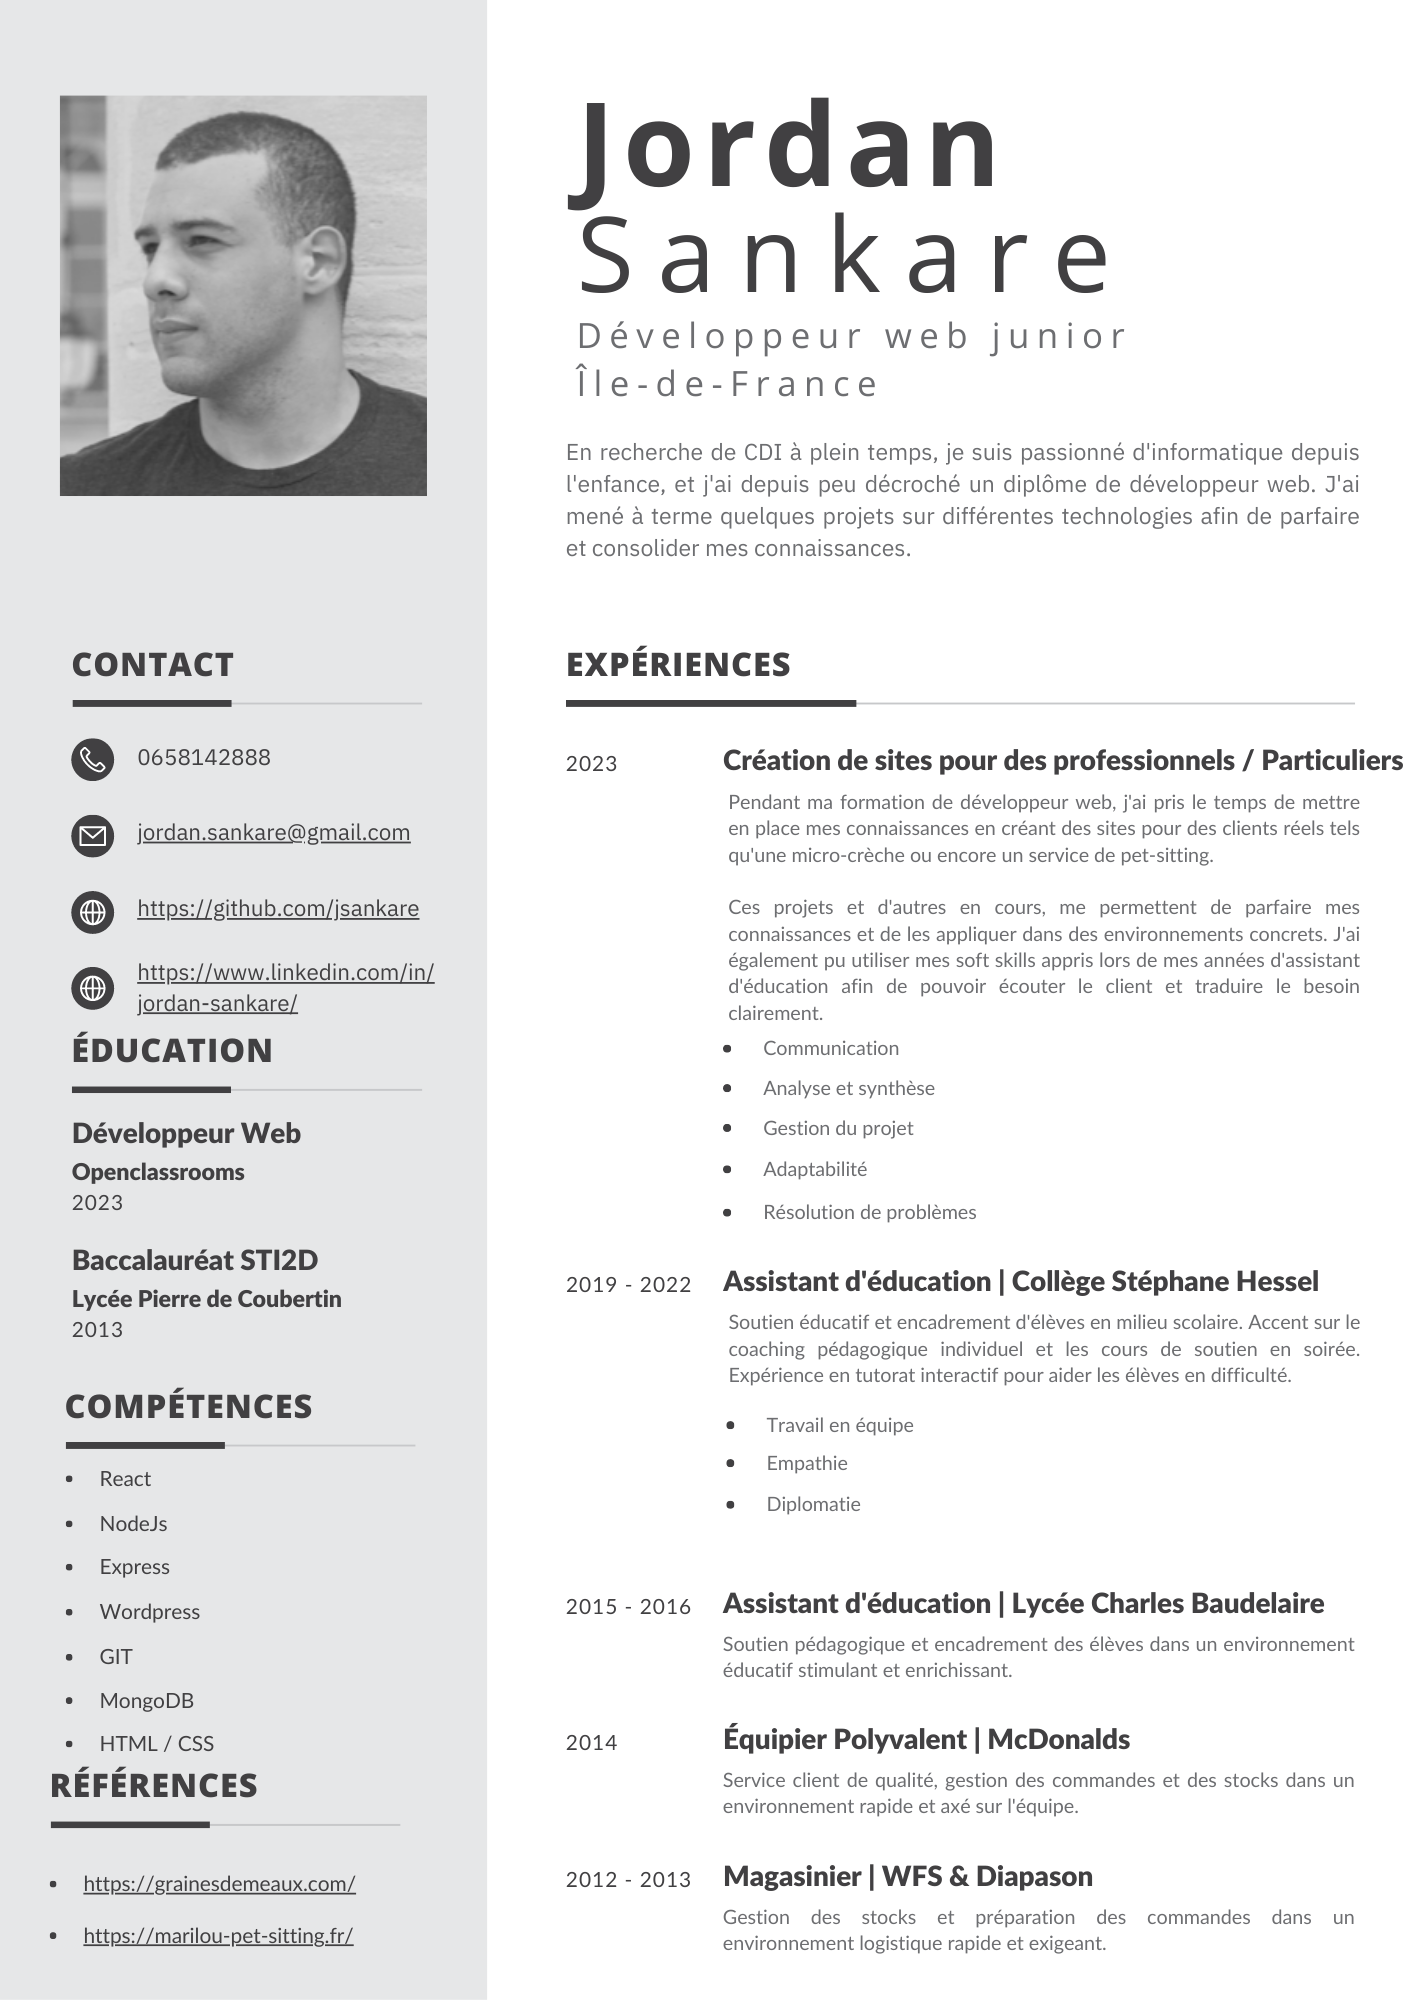 Jordan
Sankare
Développeur web junior
Île-de-France
En recherche de CDI à plein temps, je suis passionné d'informatique depuis
l'enfance, et j'ai depuis peu décroché un diplôme de développeur web. J'ai
mené à terme quelques projets sur différentes technologies afin de parfaire
et consolider mes connaissances.
CONTACT
0658142888
jordan.sankare@gmail.com
https://github.com/jsankare
https://www.linkedin.com/in/
jordan-sankare/
ÉDUCATION
Développeur Web
Openclassrooms
2023
Baccalauréat STI2D
Lycée Pierre de Coubertin
2013
COMPÉTENCES
• React
• NodeJs
• Express
• Wordpress
• GIT
• MongoDB
• HTML / CSS
RÉFÉRENCES
• https://grainesdemeaux.com/
• https://marilou-pet-sitting.fr/
EXPÉRIENCES
2023 Création de sites pour des professionnels / Particuliers
Pendant ma formation de développeur web, j'ai pris le temps de mettre
en place mes connaissances en créant des sites pour des clients réels tels
qu'une micro-crèche ou encore un service de pet-sitting.
Ces projets et d'autres en cours, me permettent de parfaire mes
connaissances et de les appliquer dans des environnements concrets. J'ai
également pu utiliser mes soft skills appris lors de mes années d'assistant
d'éducation afin de pouvoir écouter le client et traduire le besoin
clairement.
• Communication
• Analyse et synthèse
• Gestion du projet
• Adaptabilité
• Résolution de problèmes
2019 - 2022 Assistant d'éducation | Collège Stéphane Hessel
Soutien éducatif et encadrement d'élèves en milieu scolaire. Accent sur le
coaching pédagogique individuel et les cours de soutien en soirée.
Expérience en tutorat interactif pour aider les élèves en difficulté.
• Travail en équipe
• Empathie
• Diplomatie
2015 - 2016 Assistant d'éducation | Lycée Charles Baudelaire
Soutien pédagogique et encadrement des élèves dans un environnement
éducatif stimulant et enrichissant.
2014 Équipier Polyvalent | McDonalds
Service client de qualité, gestion des commandes et des stocks dans un
environnement rapide et axé sur l'équipe.
2012 - 2013 Magasinier | WFS & Diapason
Gestion des stocks et préparation des commandes dans un
environnement logistique rapide et exigeant.